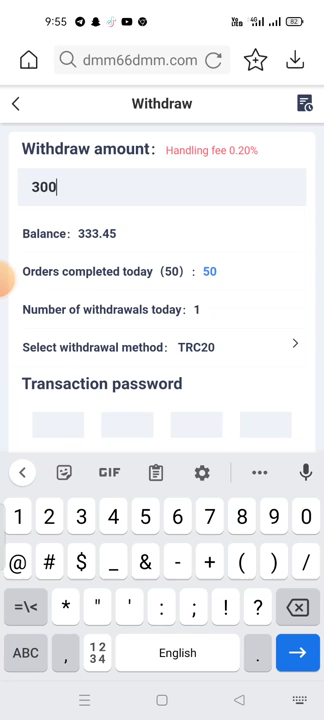 9:55
82
dmm66dmm.com
Withdraw
Withdraw amount: Handling fee 0.20%
300
Balance: 333.45
Orders completed today (50) : 50
Number of withdrawals today: 1
Select withdrawal method: TRC20
Transaction password
GIF
1 2 3 4 5 6 7 8 9 0
@ # $ _ & - + ( ) /
=\< * " ' : ; ! ?
ABC , 12 34 English .